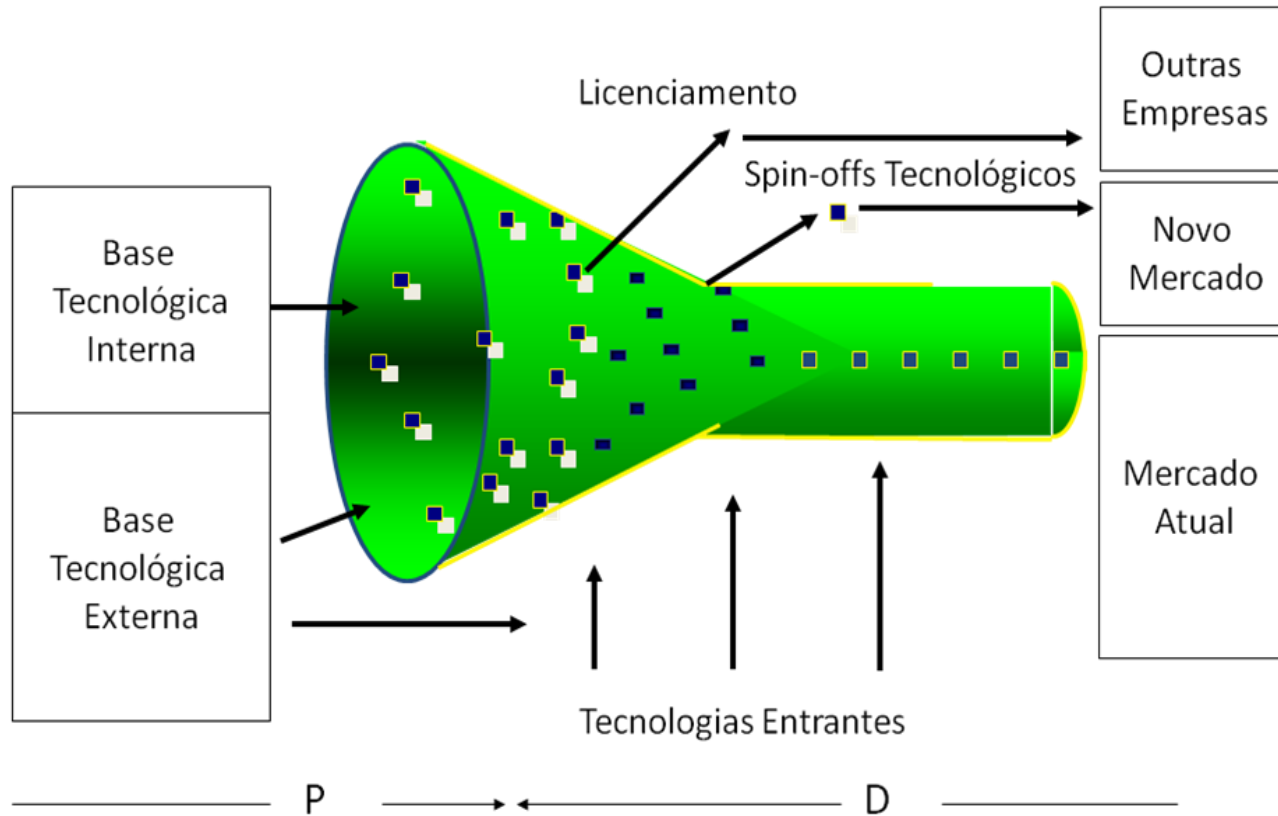 Outras
Empresas
Licenciamento
Spin-offs Tecnológicos
Novo
Mercado
Base
Tecnológica
Interna
Base
Tecnológica
Externa
Mercado
Atual
Tecnologias Entrantes
P
D